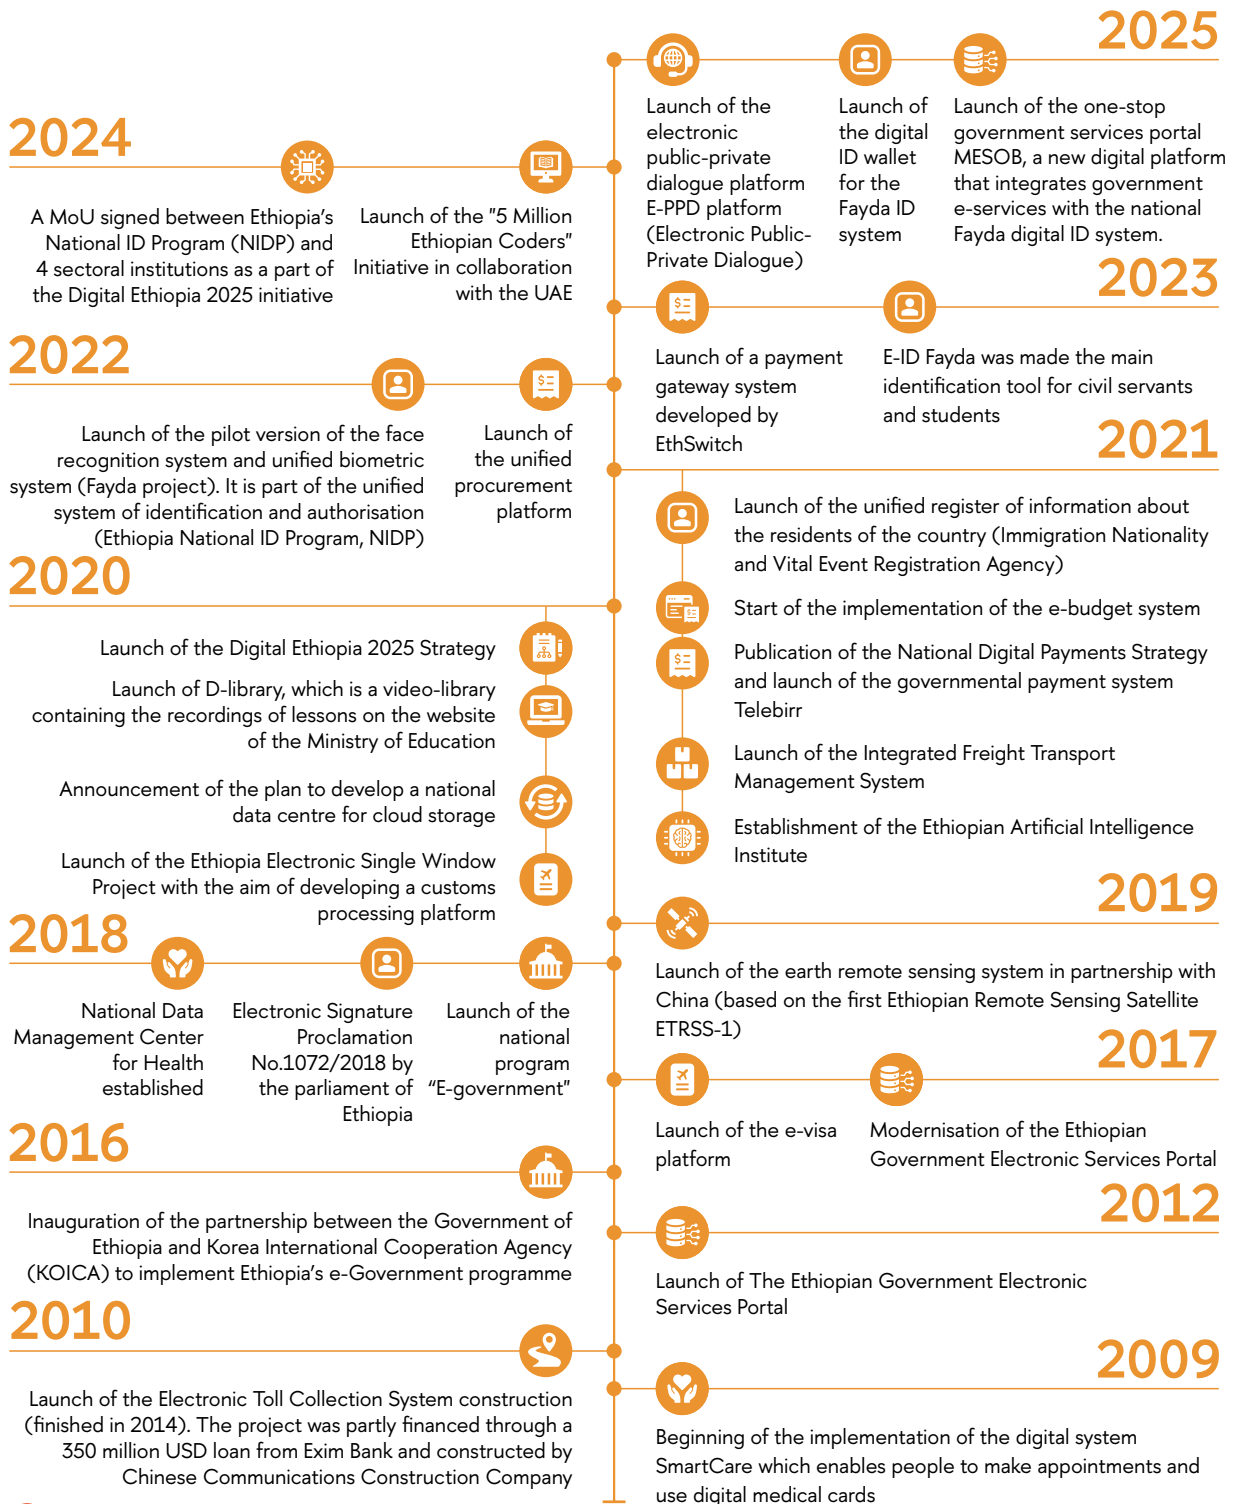 2025
Launch of the
electronic
public-private
dialogue platform
E-PPD platform
(Electronic Public-
Private Dialogue)
Launch of
the digital
ID wallet
for the
Fayda ID
system
Launch of the one-stop
government services portal
MESOB, a new digital platform
that integrates government
e-services with the national
Fayda digital ID system.
2024
A MoU signed between Ethiopia's
National ID Program (NIDP) and
4 sectoral institutions as a part of
the Digital Ethiopia 2025 initiative
Launch of the "5 Million
Ethiopian Coders"
Initiative in collaboration
with the UAE
2023
Launch of a payment
gateway system
developed by
EthSwitch
E-ID Fayda was made the main
identification tool for civil servants
and students
2022
Launch of the pilot version of the face
recognition system and unified biometric
system (Fayda project). It is part of the unified
system of identification and authorisation
(Ethiopia National ID Program, NIDP)
Launch of
the unified
procurement
platform
2021
Launch of the unified register of information about
the residents of the country (Immigration Nationality
and Vital Event Registration Agency)
Start of the implementation of the e-budget system
Publication of the National Digital Payments Strategy
and launch of the governmental payment system
Telebirr
Launch of the Integrated Freight Transport
Management System
Establishment of the Ethiopian Artificial Intelligence
Institute
2020
Launch of the Digital Ethiopia 2025 Strategy
Launch of D-library, which is a video-library
containing the recordings of lessons on the website
of the Ministry of Education
Announcement of the plan to develop a national
data centre for cloud storage
Launch of the Ethiopia Electronic Single Window
Project with the aim of developing a customs
processing platform
2019
Launch of the earth remote sensing system in partnership with
China (based on the first Ethiopian Remote Sensing Satellite
ETRSS-1)
2018
National Data
Management Center
for Health
established
Electronic Signature
Proclamation
No.1072/2018 by
the parliament of
Ethiopia
Launch of the
national
program
"E-government"
2017
Launch of the e-visa
platform
Modernisation of the Ethiopian
Government Electronic Services Portal
2016
Inauguration of the partnership between the Government of
Ethiopia and Korea International Cooperation Agency
(KOICA) to implement Ethiopia's e-Government programme
2012
Launch of The Ethiopian Government Electronic
Services Portal
2010
Launch of the Electronic Toll Collection System construction
(finished in 2014). The project was partly financed through a
350 million USD loan from Exim Bank and constructed by
Chinese Communications Construction Company
2009
Beginning of the implementation of the digital system
SmartCare which enables people to make appointments and
use digital medical cards